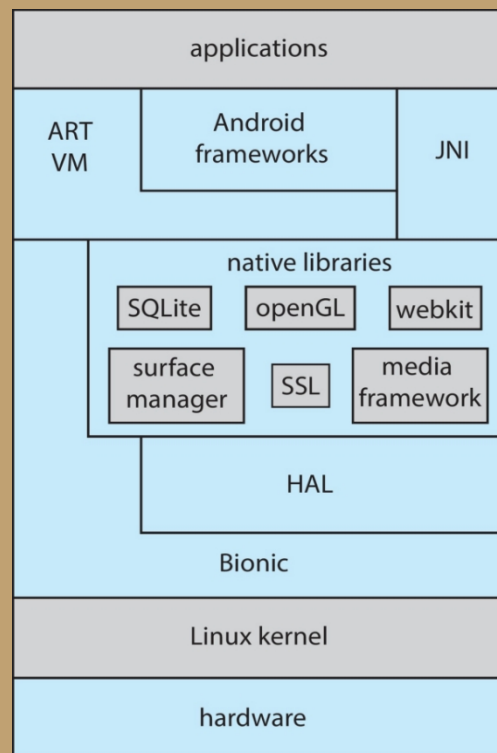 applications
ART
VM
Android
frameworks
JNI
native libraries
SQLite
openGL
webkit
surface
manager
SSL
media
framework
HAL
Bionic
Linux kernel
hardware